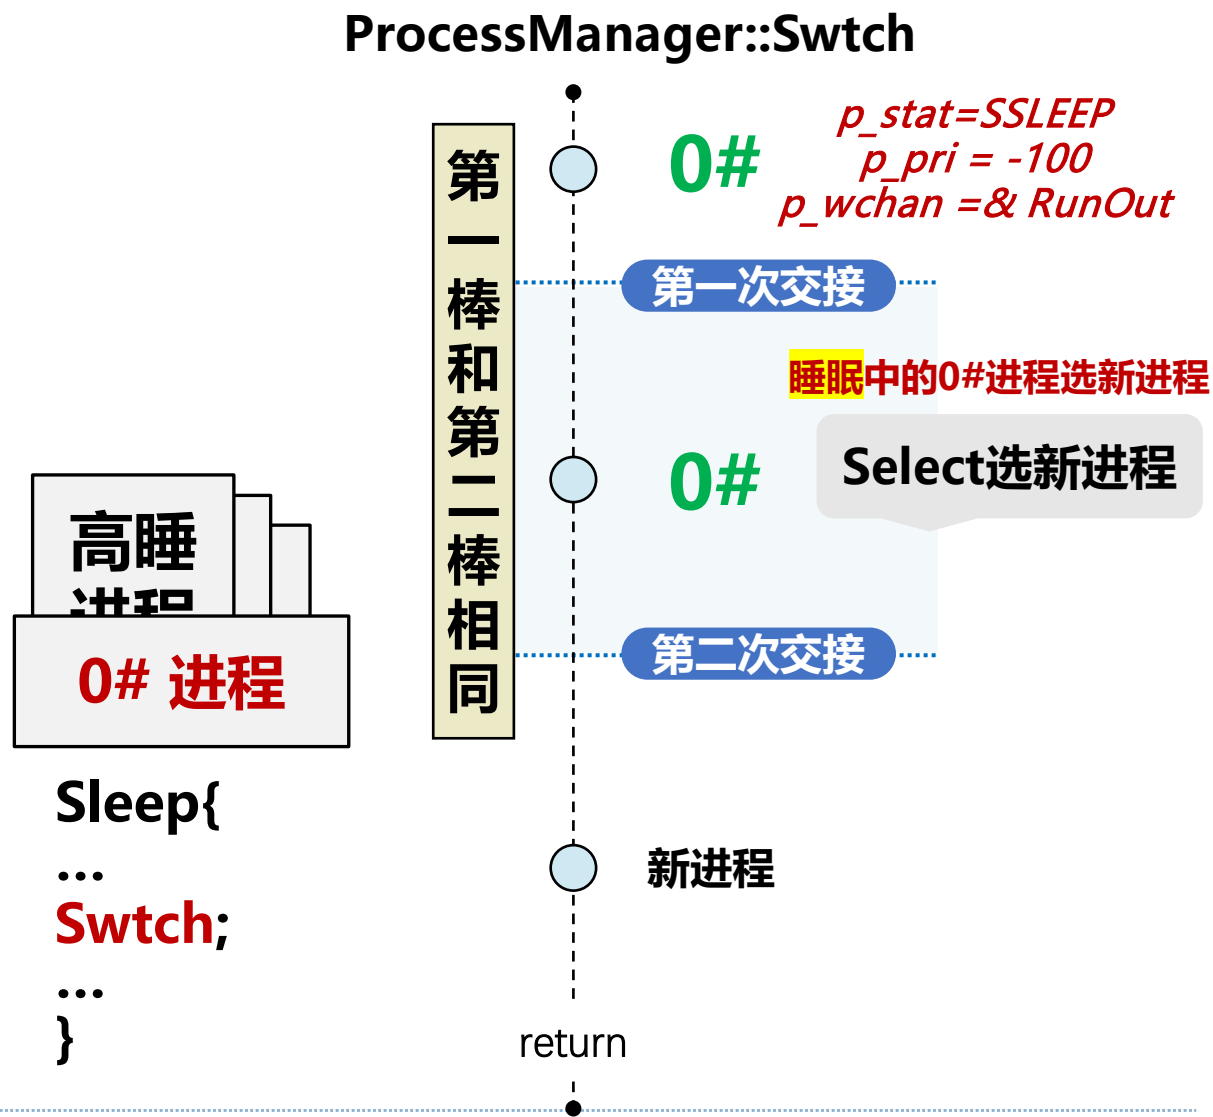 ProcessManager::Swtch
第一棒和第二棒相同
0#
p_stat=SSLEEP
p_pri = -100
p_wchan =& RunOut
第一次交接
睡眠中的0#进程选新进程
0#
Select选新进程
高睡
进程
0# 进程
第二次交接
Sleep{
...
Swtch;
...
}
新进程
return